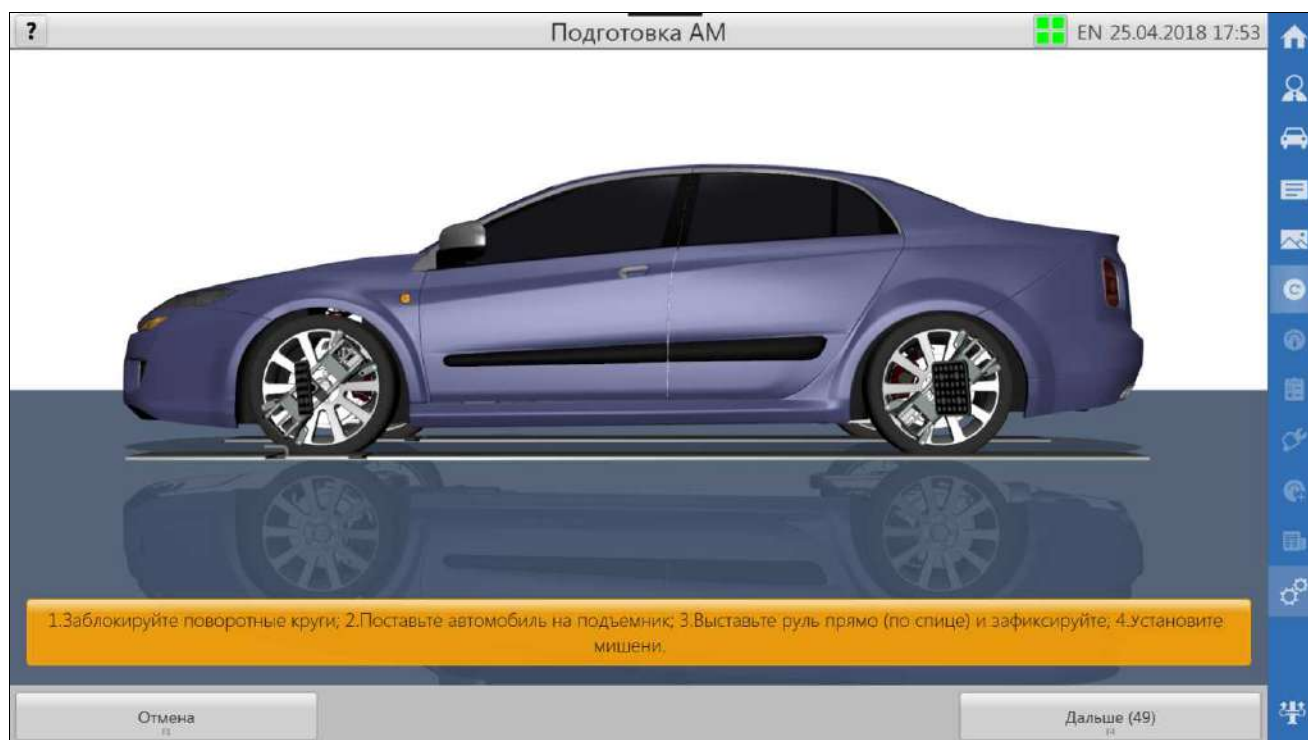 ?
Подготовка АМ
EN 25.04.2018 17:53
1.Заблокируйте поворотные круги; 2.Поставьте автомобиль на подъемник; 3.Выставьте руль прямо (по спице) и зафиксируйте; 4.Установите
мишени.
Отмена
Дальше (49)